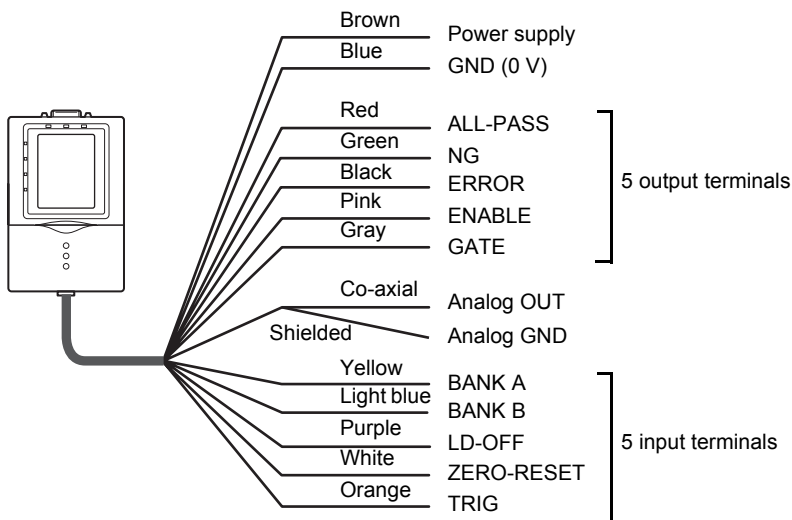 Brown Power supply
Blue GND (0 V)
Red ALL-PASS
Green NG
Black ERROR
Pink ENABLE
Gray GATE
5 output terminals
Co-axial Analog OUT
Shielded Analog GND
Yellow BANK A
Light blue BANK B
Purple LD-OFF
White ZERO-RESET
Orange TRIG
5 input terminals